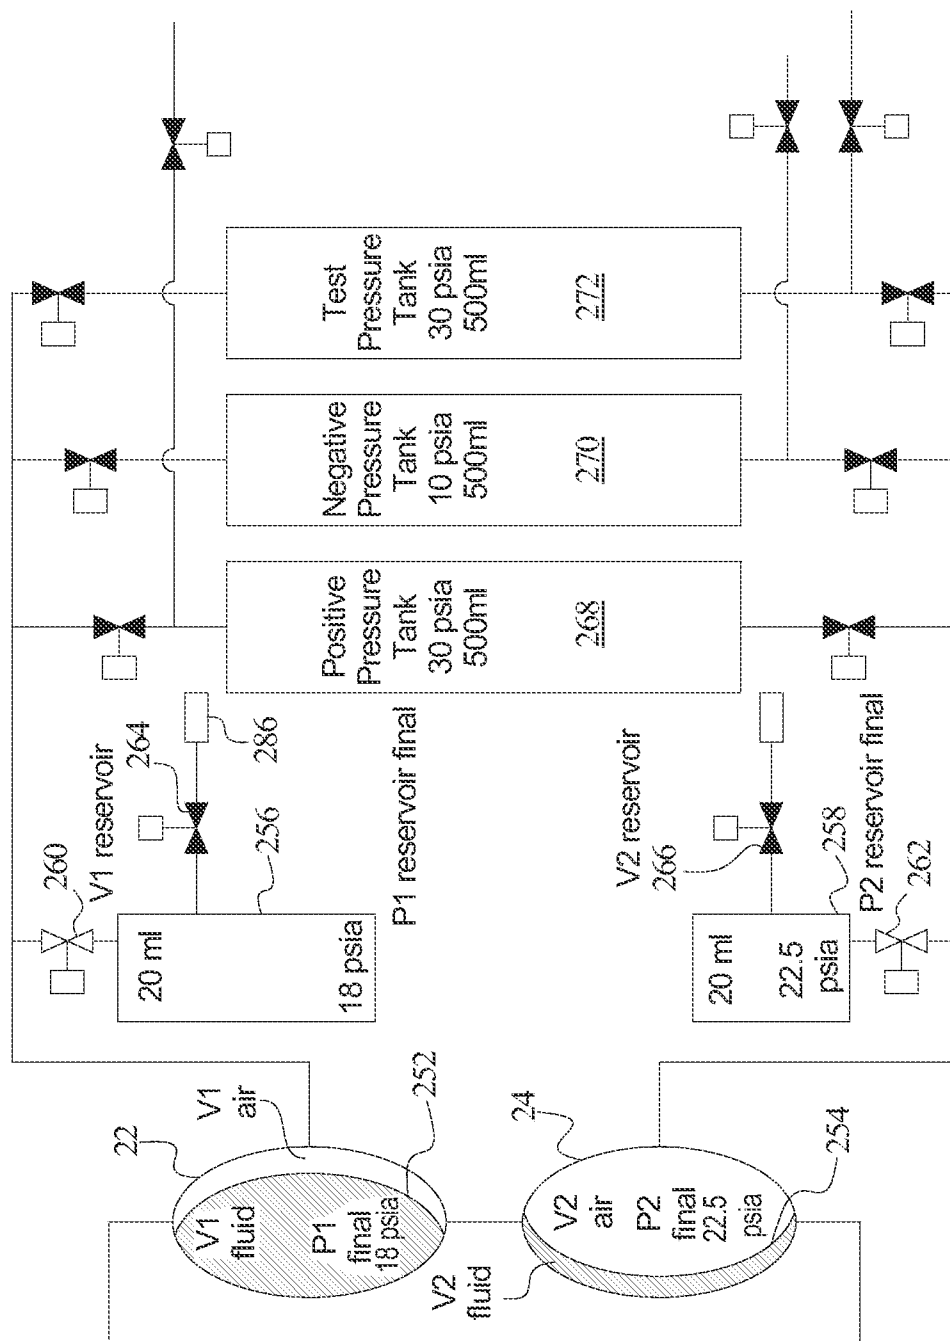 Test
Pressure
Tank
30 psia
500ml
272
Negative
Pressure
Tank
10 psia
500ml
270
Positive
Pressure
Tank
30 psia
500ml
268
V1 reservoir
260
264
286
256
20 ml
18 psia
P1 reservoir final
V2 reservoir
266
258
P2 reservoir final
262
20 ml
22.5
psia
22
V1
air
252
V1
fluid
P1
final
18 psia
24
254
V2
air
P2
final
22.5
psia
V2
fluid